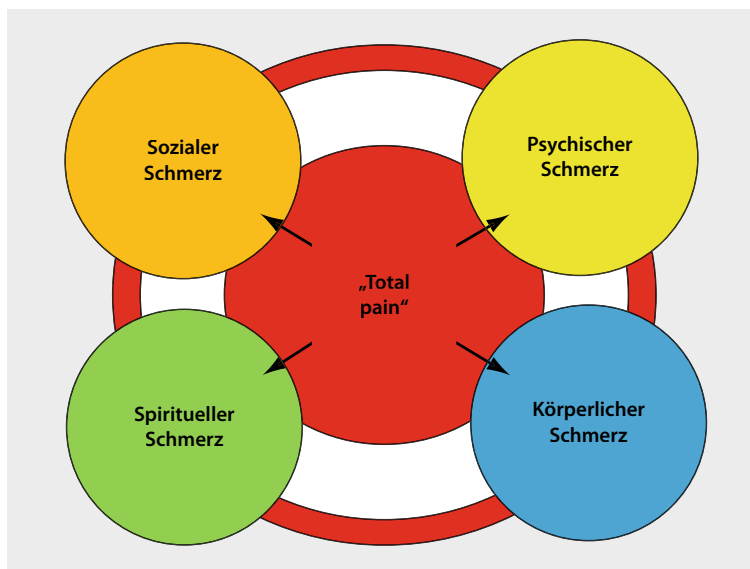 Sozialer
Schmerz
Psychischer
Schmerz
„Total
pain“
Spiritueller
Schmerz
Körperlicher
Schmerz